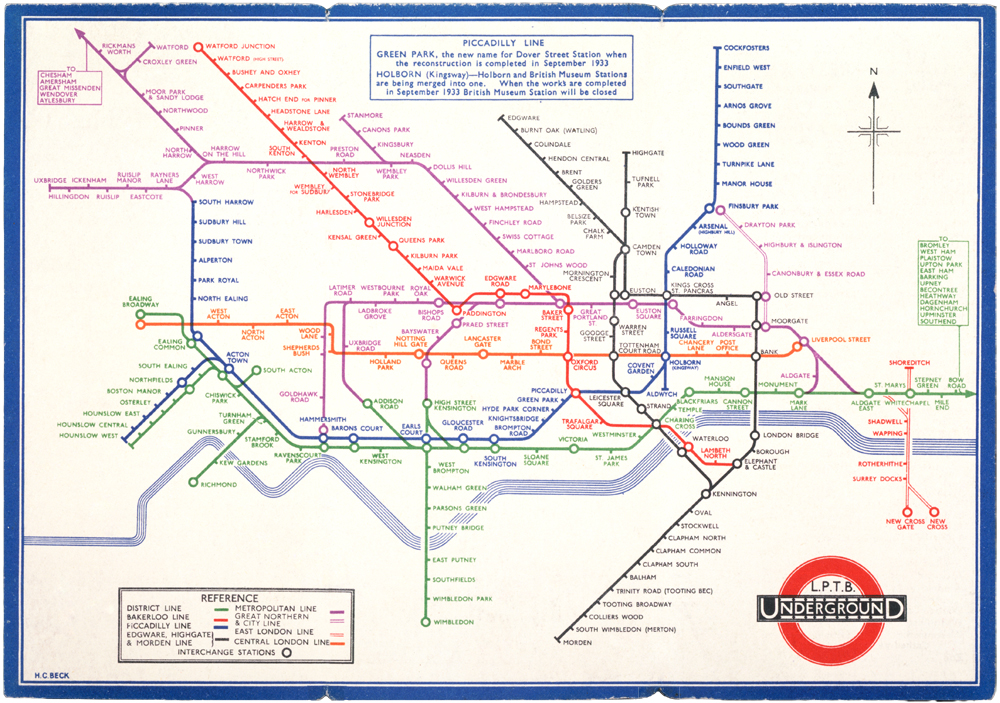 PICCADILLY LINE
GREEN PARK, the new name for Dover Street Station when
the reconstruction is completed in September 1933
HOLBORN (Kingsway)—Holborn and British Museum Stations
are being merged into one. When the works are completed
in September 1933 British Museum Station will be closed
RICKMANS
WORTH
WATFORD
CROXLEY GREEN
TO
CHESHAM
AMERSHAM
GREAT MISSENDEN
WENDOVER
AYLESBURY
MOOR PARK
& SANDY LODGE
NORTHWOOD
PINNER
NORTH
HARROW
HARROW
ON THE HILL
WATFORD JUNCTION
WATFORD (HIGH STREET)
BUSHEY AND OXHEY
CARPENDERS PARK
HATCH END FOR PINNER
HEADSTONE LANE
HARROW &
WEALDSTONE
KENTON
SOUTH
KENTON
NORTH
WEMBLEY
WEMBLEY
FOR SUDBURY
STONEBRIDGE
PARK
HARLESDEN
WILLESDEN
JUNCTION
KENSAL GREEN
QUEENS PARK
KILBURN PARK
MAIDA VALE
WARWICK
AVENUE
PADDINGTON
EDGWARE
ROAD
MARYLEBONE
STANMORE
CANONS PARK
KINGSBURY
NORTHWICK
PARK
PRESTON
ROAD
WEMBLEY
PARK
NEASDEN
DOLLIS HILL
WILLESDEN GREEN
KILBURN & BRONDESBURY
WEST HAMPSTEAD
FINCHLEY ROAD
SWISS COTTAGE
MARLBORO ROAD
ST JOHNS WOOD
EDGWARE
BURNT OAK (WATLING)
COLINDALE
HENDON CENTRAL
BRENT
GOLDERS
GREEN
HAMPSTEAD
BELSIZE
PARK
CHALK
FARM
HIGHGATE
TUFNELL
PARK
KENTISH
TOWN
CAMDEN
TOWN
MORNINGTON
CRESCENT
COCKFOSTERS
ENFIELD WEST
SOUTHGATE
ARNOS GROVE
BOUNDS GREEN
WOOD GREEN
TURNPIKE LANE
MANOR HOUSE
FINSBURY PARK
ARSENAL
(HIGHBURY HILL)
HOLLOWAY
ROAD
CALEDONIAN
ROAD
KINGS CROSS
ST. PANCRAS
DRAYTON PARK
HIGHBURY & ISLINGTON
CANONBURY & ESSEX ROAD
OLD STREET
MOORGATE
N
UXBRIDGE
ICKENHAM
RUISLIP
MANOR
RAYNERS
LANE
HILLINGDON
RUISLIP
EASTCOTE
WEST
HARROW
SOUTH HARROW
SUDBURY HILL
SUDBURY TOWN
ALPERTON
PARK ROYAL
NORTH EALING
EALING
BROADWAY
EALING
COMMON
WEST
ACTON
NORTH
ACTON
EAST
ACTON
WOOD
LANE
SHEPHERDS
BUSH
LATIMER
ROAD
WESTBOURNE
PARK
ROYAL
OAK
LADBROKE
GROVE
BISHOPS
ROAD
PRAED STREET
BAYSWATER
UXBRIDGE
ROAD
NOTTING
HILL GATE
HOLLAND
PARK
QUEENS
ROAD
LANCASTER
GATE
MARBLE
ARCH
BOND
STREET
BAKER
STREET
REGENTS
PARK
OXFORD
CIRCUS
GREAT
PORTLAND
ST.
GOODGE
STREET
WARREN
STREET
EUSTON
EUSTON
SQUARE
ANGEL
FARRINGDON
ALDERSGATE
TOTTENHAM
COURT ROAD
RUSSELL
SQUARE
CHANCERY
LANE
POST
OFFICE
BANK
LIVERPOOL STREET
HOLBORN
(KINGSWAY)
COVENT
GARDEN
ALDWYCH
LEICESTER
SQUARE
STRAND
TRAFALGAR
SQUARE
PICCADILLY
GREEN PARK
HYDE PARK CORNER
KNIGHTSBRIDGE
BROMPTON
ROAD
SOUTH
KENSINGTON
GLOUCESTER
ROAD
EARLS
COURT
HIGH STREET
KENSINGTON
ADDISON
ROAD
BARONS COURT
HAMMERSMITH
GOLDHAWK
ROAD
RAVENSCOURT
PARK
WEST
KENSINGTON
STAMFORD
BROOK
TURNHAM
GREEN
CHISWICK
PARK
ACTON
TOWN
SOUTH ACTON
SOUTH EALING
NORTHFIELDS
BOSTON MANOR
OSTERLEY
HOUNSLOW EAST
HOUNSLOW CENTRAL
HOUNSLOW WEST
GUNNERSBURY
KEW GARDENS
RICHMOND
WEST
BROMPTON
WALHAM GREEN
PARSONS GREEN
PUTNEY BRIDGE
EAST PUTNEY
SOUTHFIELDS
WIMBLEDON PARK
WIMBLEDON
SLOANE
SQUARE
VICTORIA
ST. JAMES
PARK
WESTMINSTER
CHARING
CROSS
TEMPLE
BLACKFRIARS
MANSION
HOUSE
CANNON
STREET
MONUMENT
MARK
LANE
ALDGATE
ALDGATE
EAST
ST. MARYS
WHITECHAPEL
STEPNEY
GREEN
MILE
END
BOW
ROAD
SHOREDITCH
TO
BROMLEY
WEST HAM
PLAISTOW
UPTON PARK
EAST HAM
BARKING
UPNEY
BECONTREE
HEATHWAY
DAGENHAM
HORNCHURCH
UPMINSTER
SOUTHEND
SHADWELL
WAPPING
ROTHERHITHE
SURREY DOCKS
NEW CROSS
GATE
NEW
CROSS
WATERLOO
LAMBETH
NORTH
LONDON BRIDGE
BOROUGH
ELEPHANT
& CASTLE
KENNINGTON
OVAL
STOCKWELL
CLAPHAM NORTH
CLAPHAM COMMON
CLAPHAM SOUTH
BALHAM
TRINITY ROAD (TOOTING BEC)
TOOTING BROADWAY
COLLIERS WOOD
SOUTH WIMBLEDON (MERTON)
MORDEN
REFERENCE
DISTRICT LINE
BAKERLOO LINE
PICCADILLY LINE
EDGWARE, HIGHGATE
& MORDEN LINE
METROPOLITAN LINE
GREAT NORTHERN
& CITY LINE
EAST LONDON LINE
CENTRAL LONDON LINE
INTERCHANGE STATIONS
L.P.T.B.
UNDERGROUND
H.C. BECK